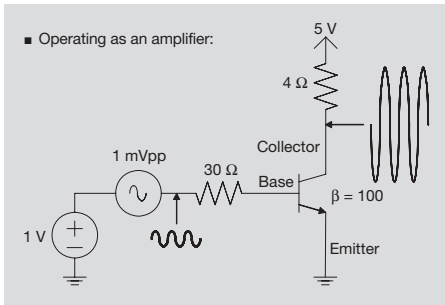 ■ Operating as an amplifier:
5 V
4 Ω
Collector
1 mVpp
30 Ω
Base
β = 100
1 V
+
−
Emitter